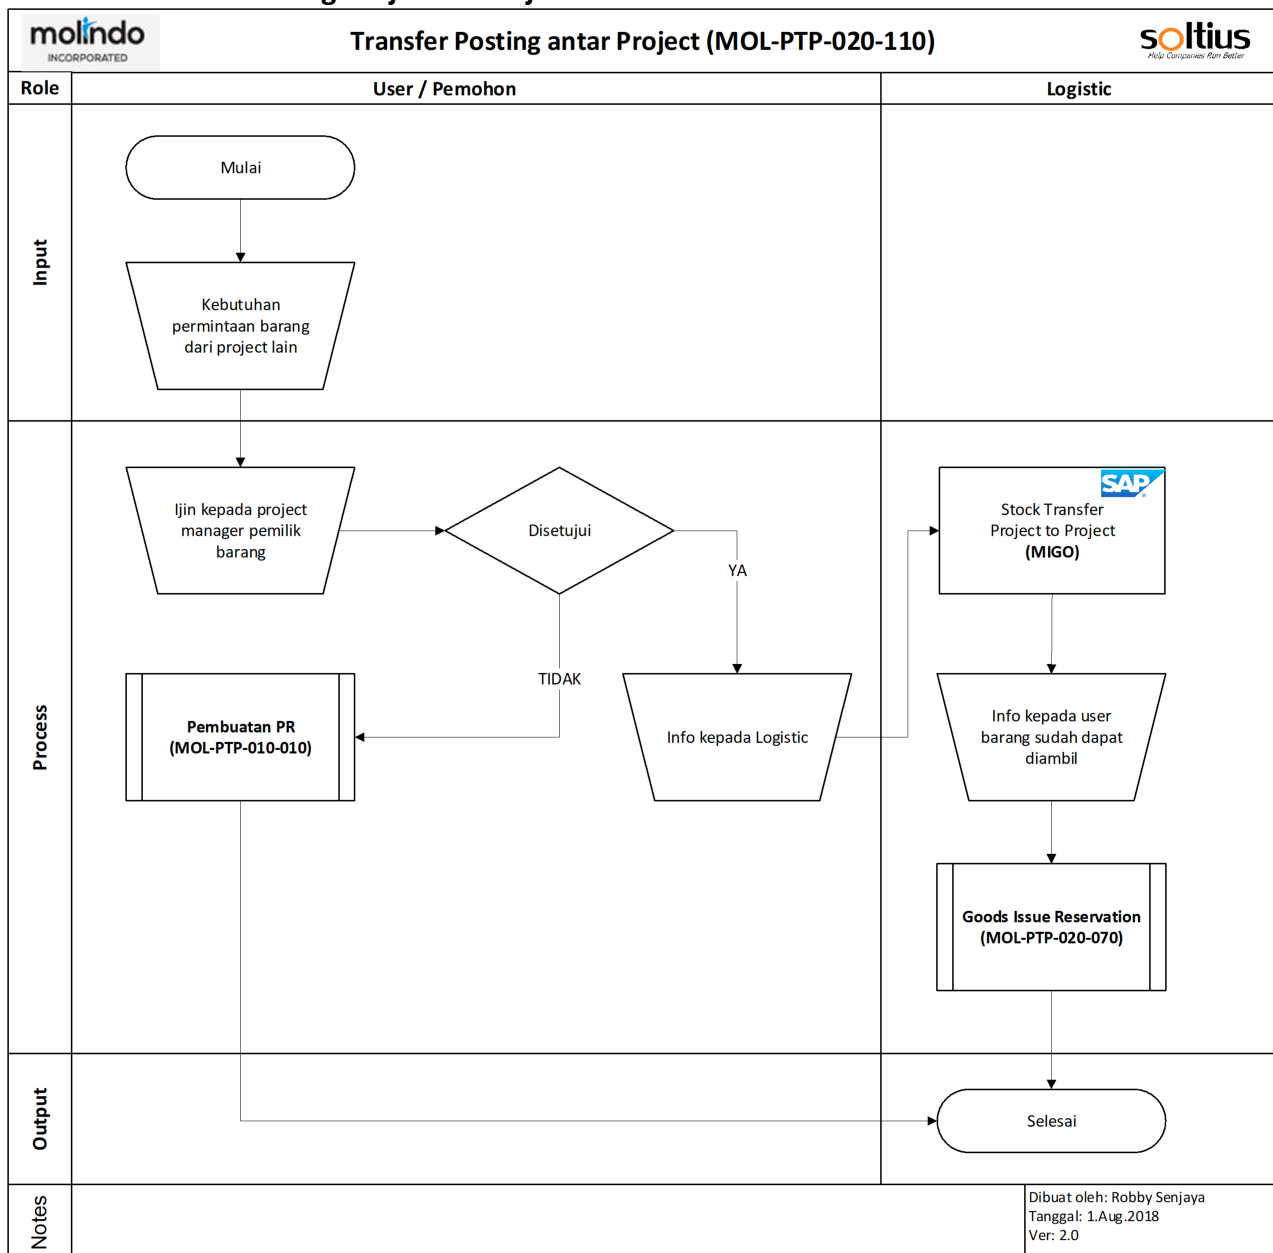 molindo
INCORPORATED
Transfer Posting antar Project (MOL-PTP-020-110)
soltius
Help Companies Run Better
Role
User / Pemohon
Logistic
Input
Mulai
Kebutuhan
permintaan barang
dari project lain
Process
Ijin kepada project
manager pemilik
barang
Disetujui
YA
TIDAK
SAP
Stock Transfer
Project to Project
(MIGO)
Pembuatan PR
(MOL-PTP-010-010)
Info kepada Logistic
Info kepada user
barang sudah dapat
diambil
Goods Issue Reservation
(MOL-PTP-020-070)
Output
Selesai
Notes
Dibuat oleh: Robby Senjaya
Tanggal: 1.Aug.2018
Ver: 2.0